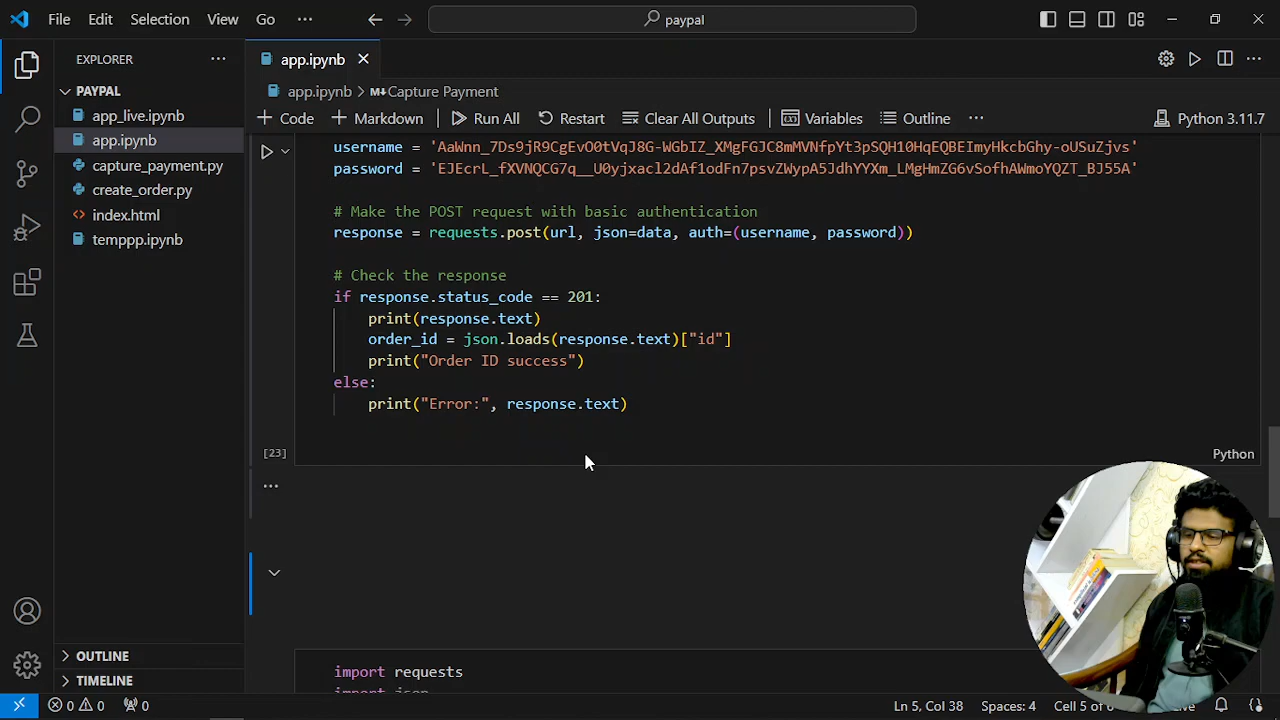 File Edit Selection View Go ··· paypal
EXPLORER ···
PAYPAL
app_live.ipynb
app.ipynb
capture_payment.py
create_order.py
index.html
temppp.ipynb
OUTLINE
TIMELINE
app.ipynb
app.ipynb > M↓Capture Payment
+ Code + Markdown Run All Restart Clear All Outputs Variables Outline ··· Python 3.11.7
username = 'AaWnn_7Ds9jR9CgEvO0tVqJ8G-WGbIZ_XMgFGJC8mMVNfpYt3pSQH10HqEQBEImyHkcbGhy-oUSuZjvs'
password = 'EJEcrL_fXVNQCG7q__U0yjxacl2dAf1odFn7psvZWypA5JdhYYXm_LMgHmZG6vSofhAWmoYQZT_BJ55A'
# Make the POST request with basic authentication
response = requests.post(url, json=data, auth=(username, password))
# Check the response
if response.status_code == 201:
print(response.text)
order_id = json.loads(response.text)["id"]
print("Order ID success")
else:
print("Error:", response.text)
[23]
Python
···
import requests
import json
0 0 0
Ln 5, Col 38 Spaces: 4 Cell 5 of